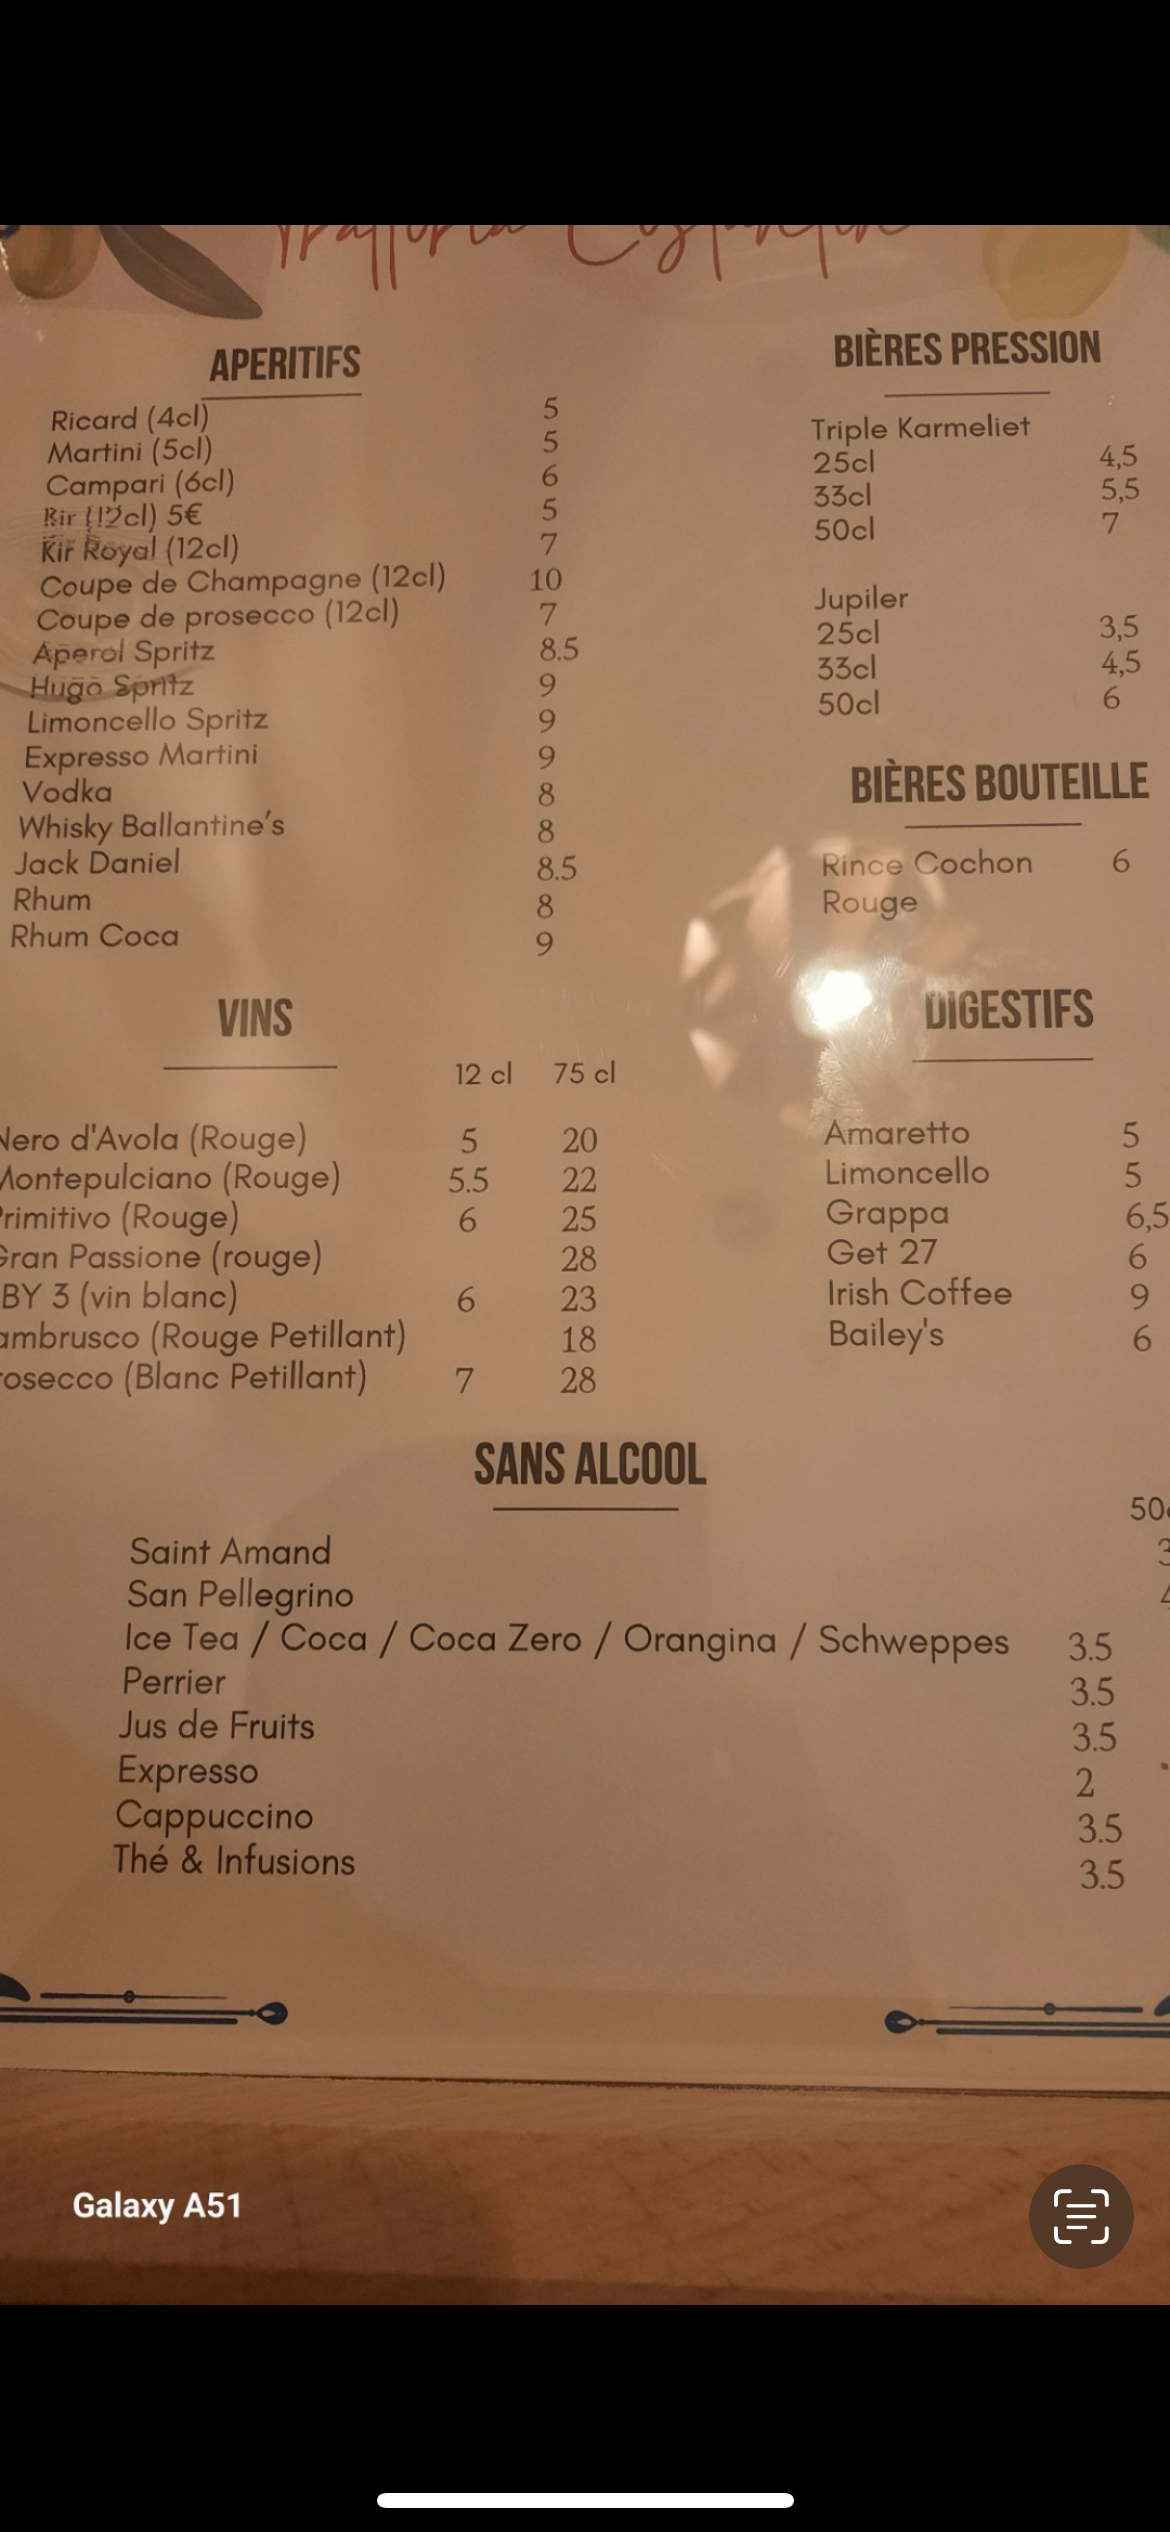 Trattoria Costantin
APERITIFS
Ricard (4cl) 5
Martini (5cl) 5
Campari (6cl) 6
Kir (12cl) 5€ 5
Kir Royal (12cl) 7
Coupe de Champagne (12cl) 10
Coupe de prosecco (12cl) 7
Aperol Spritz 8.5
Hugo Spritz 9
Limoncello Spritz 9
Expresso Martini 9
Vodka 8
Whisky Ballantine's 8
Jack Daniel 8.5
Rhum 8
Rhum Coca 9
BIÈRES PRESSION
Triple Karmeliet
25cl 4,5
33cl 5,5
50cl 7
Jupiler
25cl 3,5
33cl 4,5
50cl 6
BIÈRES BOUTEILLE
Rince Cochon 6
Rouge
VINS
12 cl 75 cl
Nero d'Avola (Rouge) 5 20
Montepulciano (Rouge) 5.5 22
Primitivo (Rouge) 6 25
Gran Passione (rouge) 28
BY 3 (vin blanc) 6 23
ambrusco (Rouge Petillant) 18
rosecco (Blanc Petillant) 7 28
DIGESTIFS
Amaretto 5
Limoncello 5
Grappa 6,5
Get 27 6
Irish Coffee 9
Bailey's 6
SANS ALCOOL
50c
Saint Amand 3
San Pellegrino 4
Ice Tea / Coca / Coca Zero / Orangina / Schweppes 3.5
Perrier 3.5
Jus de Fruits 3.5
Expresso 2
Cappuccino 3.5
Thé & Infusions 3.5
Galaxy A51